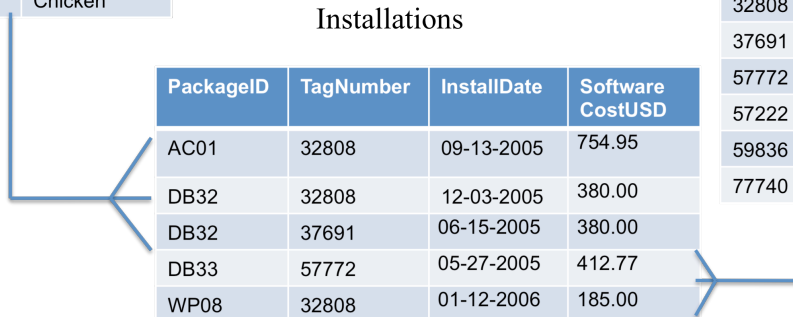 Chicken
Installations
PackageID TagNumber InstallDate Software CostUSD
AC01 32808 09-13-2005 754.95
DB32 32808 12-03-2005 380.00
DB32 37691 06-15-2005 380.00
DB33 57772 05-27-2005 412.77
WP08 32808 01-12-2006 185.00
32808
37691
57772
57222
59836
77740